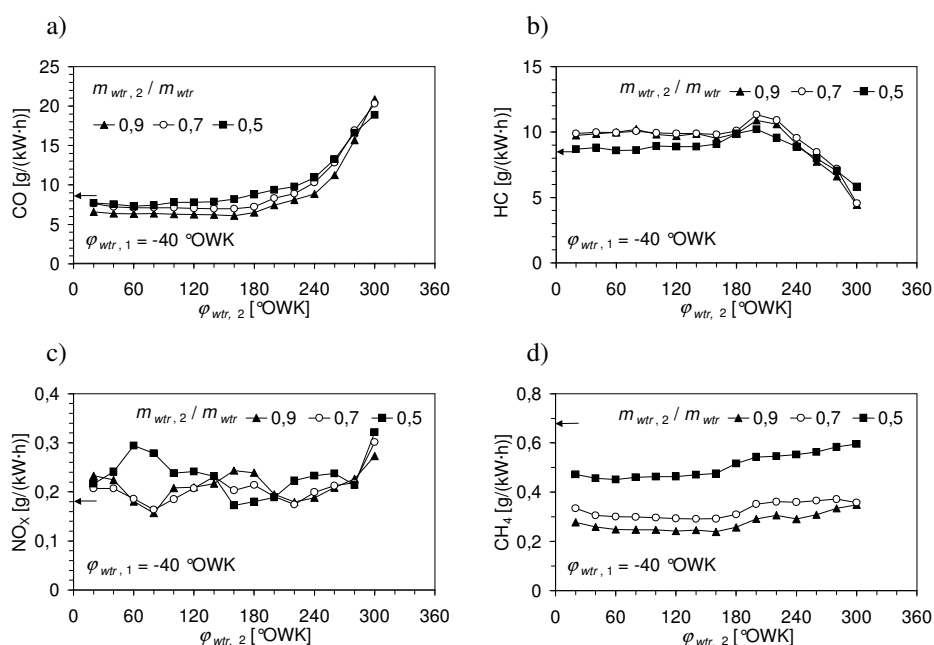 a)
25
20
15
10
5
0
CO [g/(kW·h)]
m wtr, 2 / m wtr
0,9 0,7 0,5
φ wtr, 1 = -40 °OWK
0 60 120 180 240 300 360
φ wtr, 2 [°OWK]
b)
15
10
5
0
HC [g/(kW·h)]
m wtr, 2 / m wtr 0,9 0,7 0,5
φ wtr, 1 = -40 °OWK
0 60 120 180 240 300 360
φ wtr, 2 [°OWK]
c)
0,4
0,3
0,2
0,1
0
NOX [g/(kW·h)]
m wtr, 2 / m wtr 0,9 0,7 0,5
φ wtr, 1 = -40 °OWK
0 60 120 180 240 300 360
φ wtr, 2 [°OWK]
d)
0,8
0,6
0,4
0,2
0
CH4 [g/(kW·h)]
m wtr, 2 / m wtr 0,9 0,7 0,5
φ wtr, 1 = -40 °OWK
0 60 120 180 240 300 360
φ wtr, 2 [°OWK]